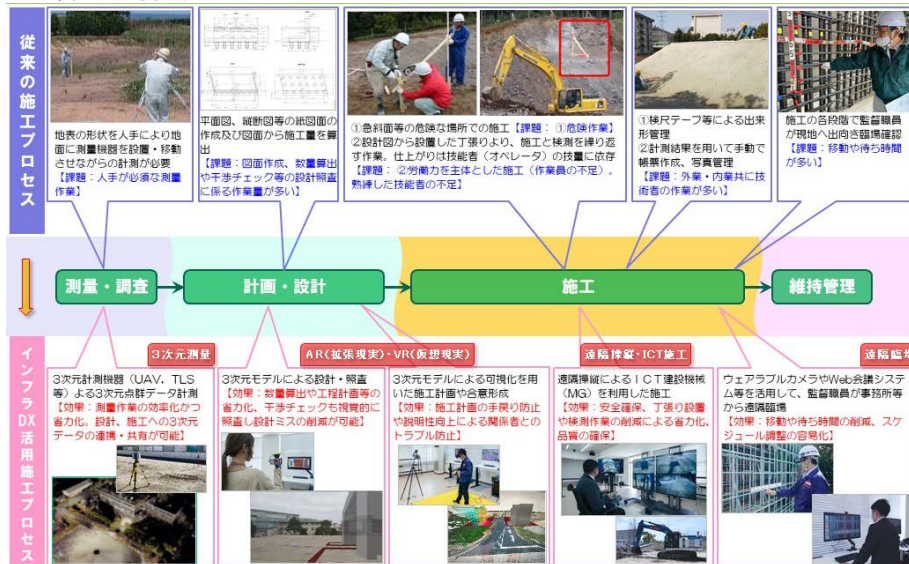 従来の施工プロセス
地表の形状を人手により地
面に測量機器を設置・移動
させながらの計測が必要
【課題:人手が必須な測量
作業】
平面図、縦断図等の紙図面の
作成及び図面から施工量を算
出
【課題:図面作成、数量算出
や干渉チェック等の設計照査
に係る作業量が多い】
①急斜面等の危険な場所での施工【課題: ①危険作業】
②設計図から設置した丁張りより、施工と検測を繰り返
す作業。仕上がりは技能者(オペレータ)の技量に依存
【課題: ②労働力を主体とした施工(作業員の不足)。
熟練した技能者の不足】
①検尺テープ等による出来
形管理
②計測結果を用いて手動で
帳票作成、写真管理
【課題:外業・内業共に技
術者の作業が多い】
施工の各段階で監督職員
が現地へ出向き臨場確認
【課題:移動や待ち時間
が多い】
測量・調査
計画・設計
施工
維持管理
インフラDX活用施工プロセス
3次元測量
3次元計測機器(UAV、TLS
等)よる3次元点群データ計測
【効果:測量作業の効率化かつ
省力化。設計、施工への3次元
データの連携・共有が可能】
AR(拡張現実)・VR(仮想現実)
3次元モデルによる設計・照査
【効果:数量算出や工程計画等の
省力化、干渉チェックも視覚的に
照査し設計ミスの削減が可能】
3次元モデルによる可視化を用
いた施工計画や合意形成
【効果:施工計画の手戻り防止
や説明性向上による関係者との
トラブル防止】
遠隔操縦・ICT施工
遠隔操縦によるICT建設機械
(MG)を利用した施工
【効果:安全確保、丁張り設置
や検測作業の削減による省力化、
品質の確保】
遠隔臨場
ウェアラブルカメラやWeb会議システ
ム等を活用して、監督職員が事務所等
から遠隔臨場
【効果:移動や待ち時間の削減、スケ
ジュール調整の容易化】